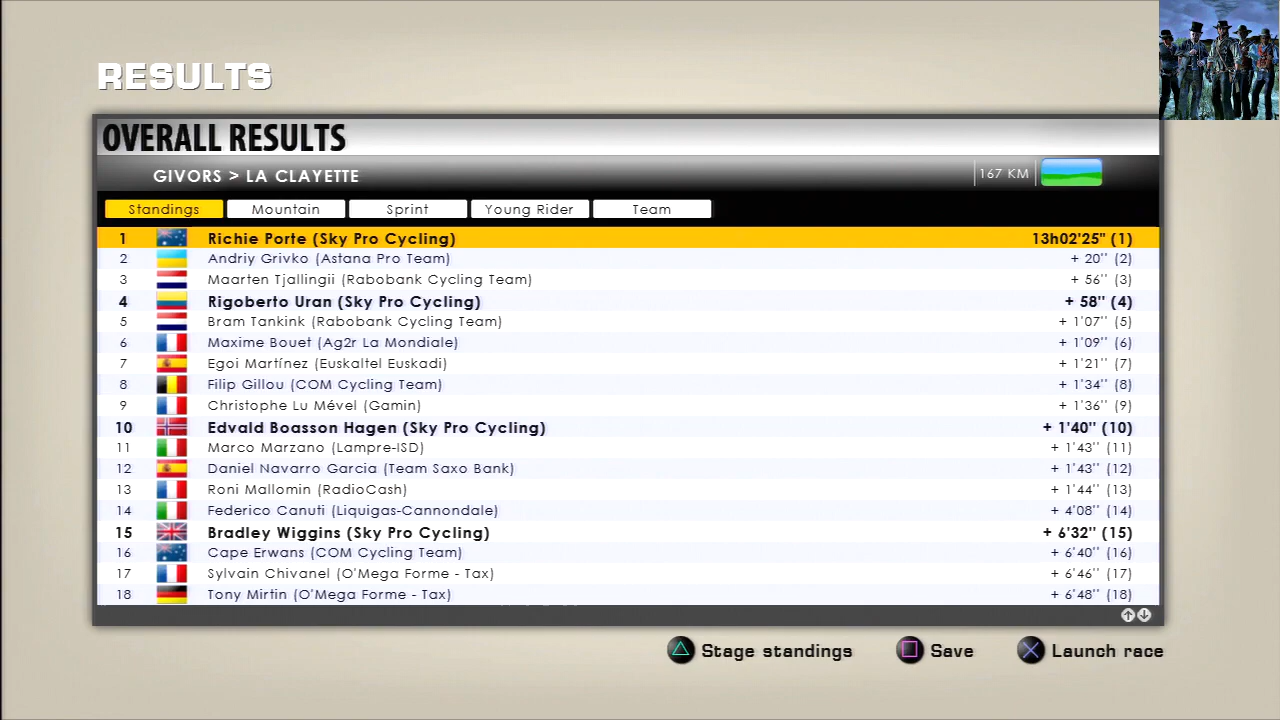 RESULTS
OVERALL RESULTS
GIVORS > LA CLAYETTE 167 KM
Standings Mountain Sprint Young Rider Team
1 Richie Porte (Sky Pro Cycling) 13h02'25" (1)
2 Andriy Grivko (Astana Pro Team) + 20'' (2)
3 Maarten Tjallingii (Rabobank Cycling Team) + 56'' (3)
4 Rigoberto Uran (Sky Pro Cycling) + 58'' (4)
5 Bram Tankink (Rabobank Cycling Team) + 1'07'' (5)
6 Maxime Bouet (Ag2r La Mondiale) + 1'09'' (6)
7 Egoi Martínez (Euskaltel Euskadi) + 1'21'' (7)
8 Filip Gillou (COM Cycling Team) + 1'34'' (8)
9 Christophe Lu Mével (Gamin) + 1'36'' (9)
10 Edvald Boasson Hagen (Sky Pro Cycling) + 1'40'' (10)
11 Marco Marzano (Lampre-ISD) + 1'43'' (11)
12 Daniel Navarro Garcia (Team Saxo Bank) + 1'43'' (12)
13 Roni Mallomin (RadioCash) + 1'44'' (13)
14 Federico Canuti (Liquigas-Cannondale) + 4'08'' (14)
15 Bradley Wiggins (Sky Pro Cycling) + 6'32'' (15)
16 Cape Erwans (COM Cycling Team) + 6'40'' (16)
17 Sylvain Chivanel (O'Mega Forme - Tax) + 6'46'' (17)
18 Tony Mirtin (O'Mega Forme - Tax) + 6'48'' (18)
Stage standings Save Launch race